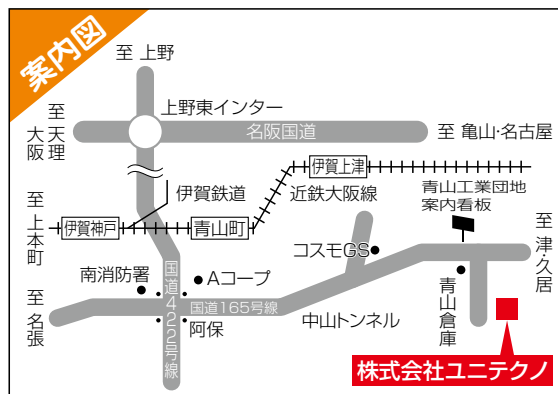 案内図
至 上野
上野東インター
至 天理
大阪
名阪国道
至 亀山・名古屋
伊賀上津
伊賀鉄道
近鉄大阪線
青山工業団地
案内看板
至 上本町
伊賀神戸
青山町
至 津・久居
コスモGS
南消防署
Aコープ
国道422号線
国道165号線
至 名張
阿保
中山トンネル
青山倉庫
株式会社ユニテクノ